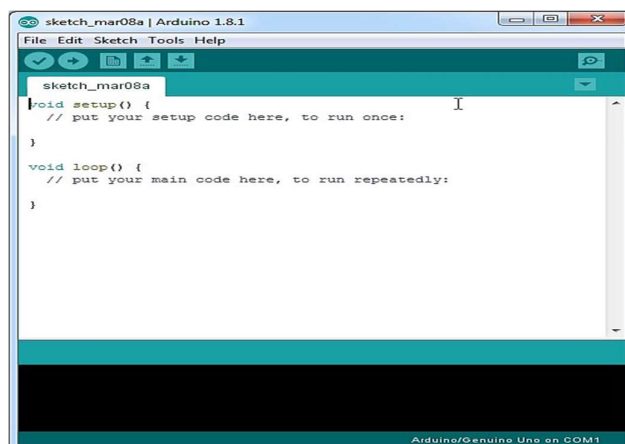 sketch_mar08a | Arduino 1.8.1
File Edit Sketch Tools Help
sketch_mar08a
void setup() {
// put your setup code here, to run once:
}
void loop() {
// put your main code here, to run repeatedly:
}
Arduino/Genuino Uno on COM1